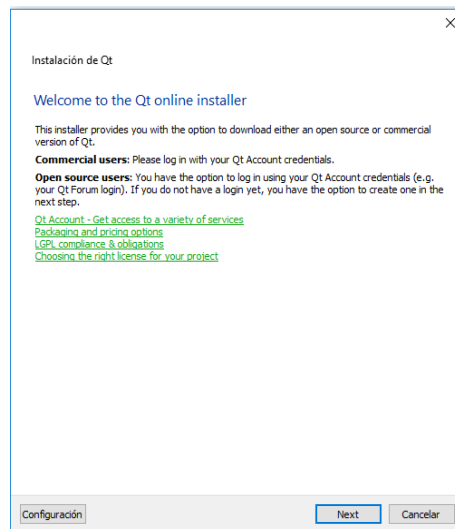 Instalación de Qt
Welcome to the Qt online installer
This installer provides you with the option to download either an open source or commercial
version of Qt.
Commercial users: Please log in with your Qt Account credentials.
Open source users: You have the option to log in using your Qt Account credentials (e.g.
your Qt Forum login). If you do not have a login yet, you have the option to create one in the
next step.
Qt Account - Get access to a variety of services
Packaging and pricing options
LGPL compliance & obligations
Choosing the right license for your project
Configuración Next Cancelar